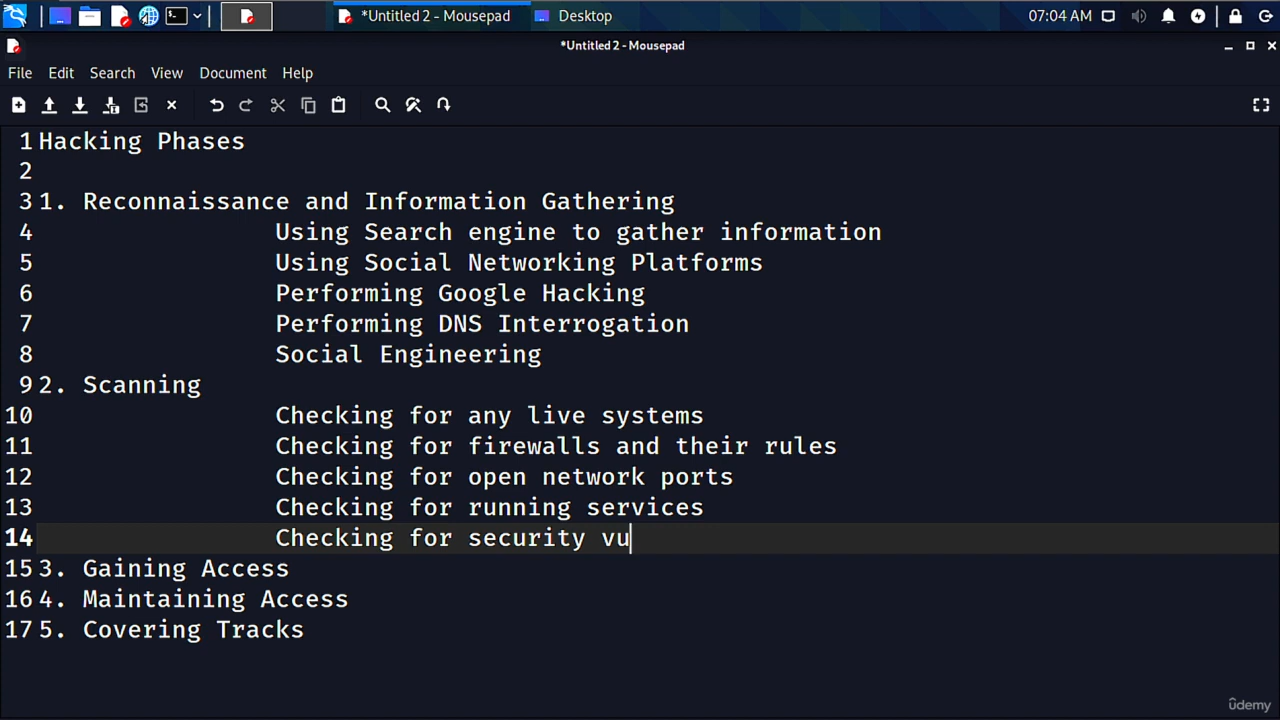 *Untitled 2 - Mousepad
Desktop
07:04 AM
*Untitled 2 - Mousepad
File Edit Search View Document Help
1 Hacking Phases
2
3 1. Reconnaissance and Information Gathering
4 Using Search engine to gather information
5 Using Social Networking Platforms
6 Performing Google Hacking
7 Performing DNS Interrogation
8 Social Engineering
9 2. Scanning
10 Checking for any live systems
11 Checking for firewalls and their rules
12 Checking for open network ports
13 Checking for running services
14 Checking for security vu
15 3. Gaining Access
16 4. Maintaining Access
17 5. Covering Tracks
ûdemy